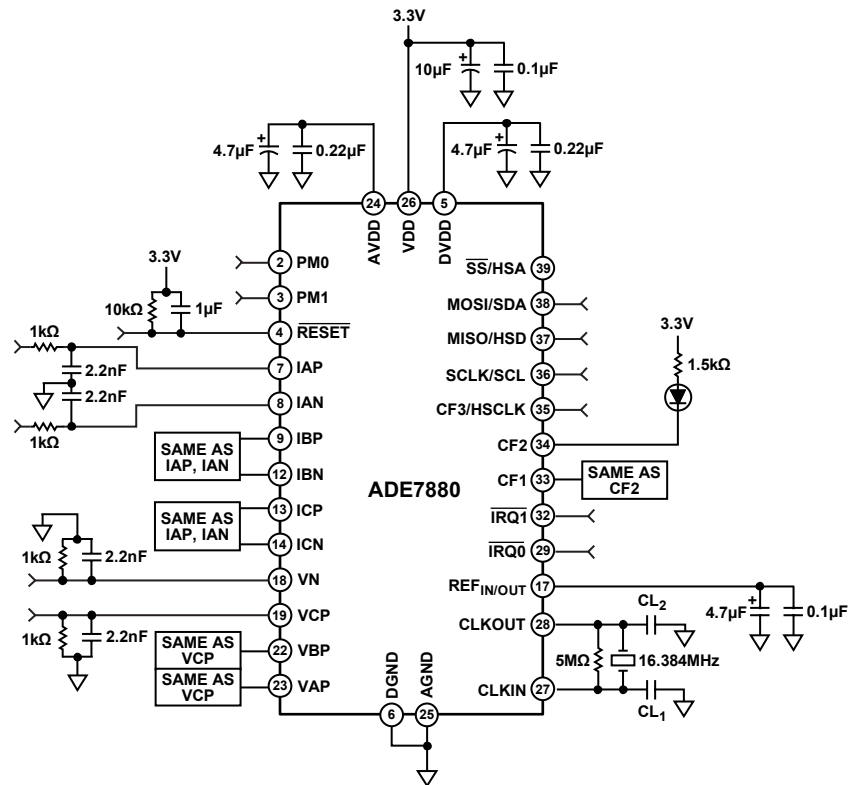 3.3V
10µF
+
0.1µF
4.7µF
+
0.22µF
4.7µF
+
0.22µF
24
26
5
AVDD
VDD
DVDD
3.3V
10kΩ
1µF
2 PM0
3 PM1
4 RESET
1kΩ
7 IAP
2.2nF
2.2nF
8 IAN
1kΩ
SAME AS
IAP, IAN
9 IBP
12 IBN
SAME AS
IAP, IAN
13 ICP
14 ICN
1kΩ
2.2nF
18 VN
19 VCP
1kΩ
2.2nF
SAME AS
VCP
22 VBP
SAME AS
VCP
23 VAP
ADE7880
SS/HSA 39
MOSI/SDA 38
MISO/HSD 37
SCLK/SCL 36
CF3/HSCLK 35
3.3V
1.5kΩ
CF2 34
CF1 33
SAME AS
CF2
IRQ1 32
IRQ0 29
REFIN/OUT 17
4.7µF
+
0.1µF
CLKOUT 28
CL2
5MΩ
16.384MHz
CLKIN 27
CL1
DGND
AGND
6
25